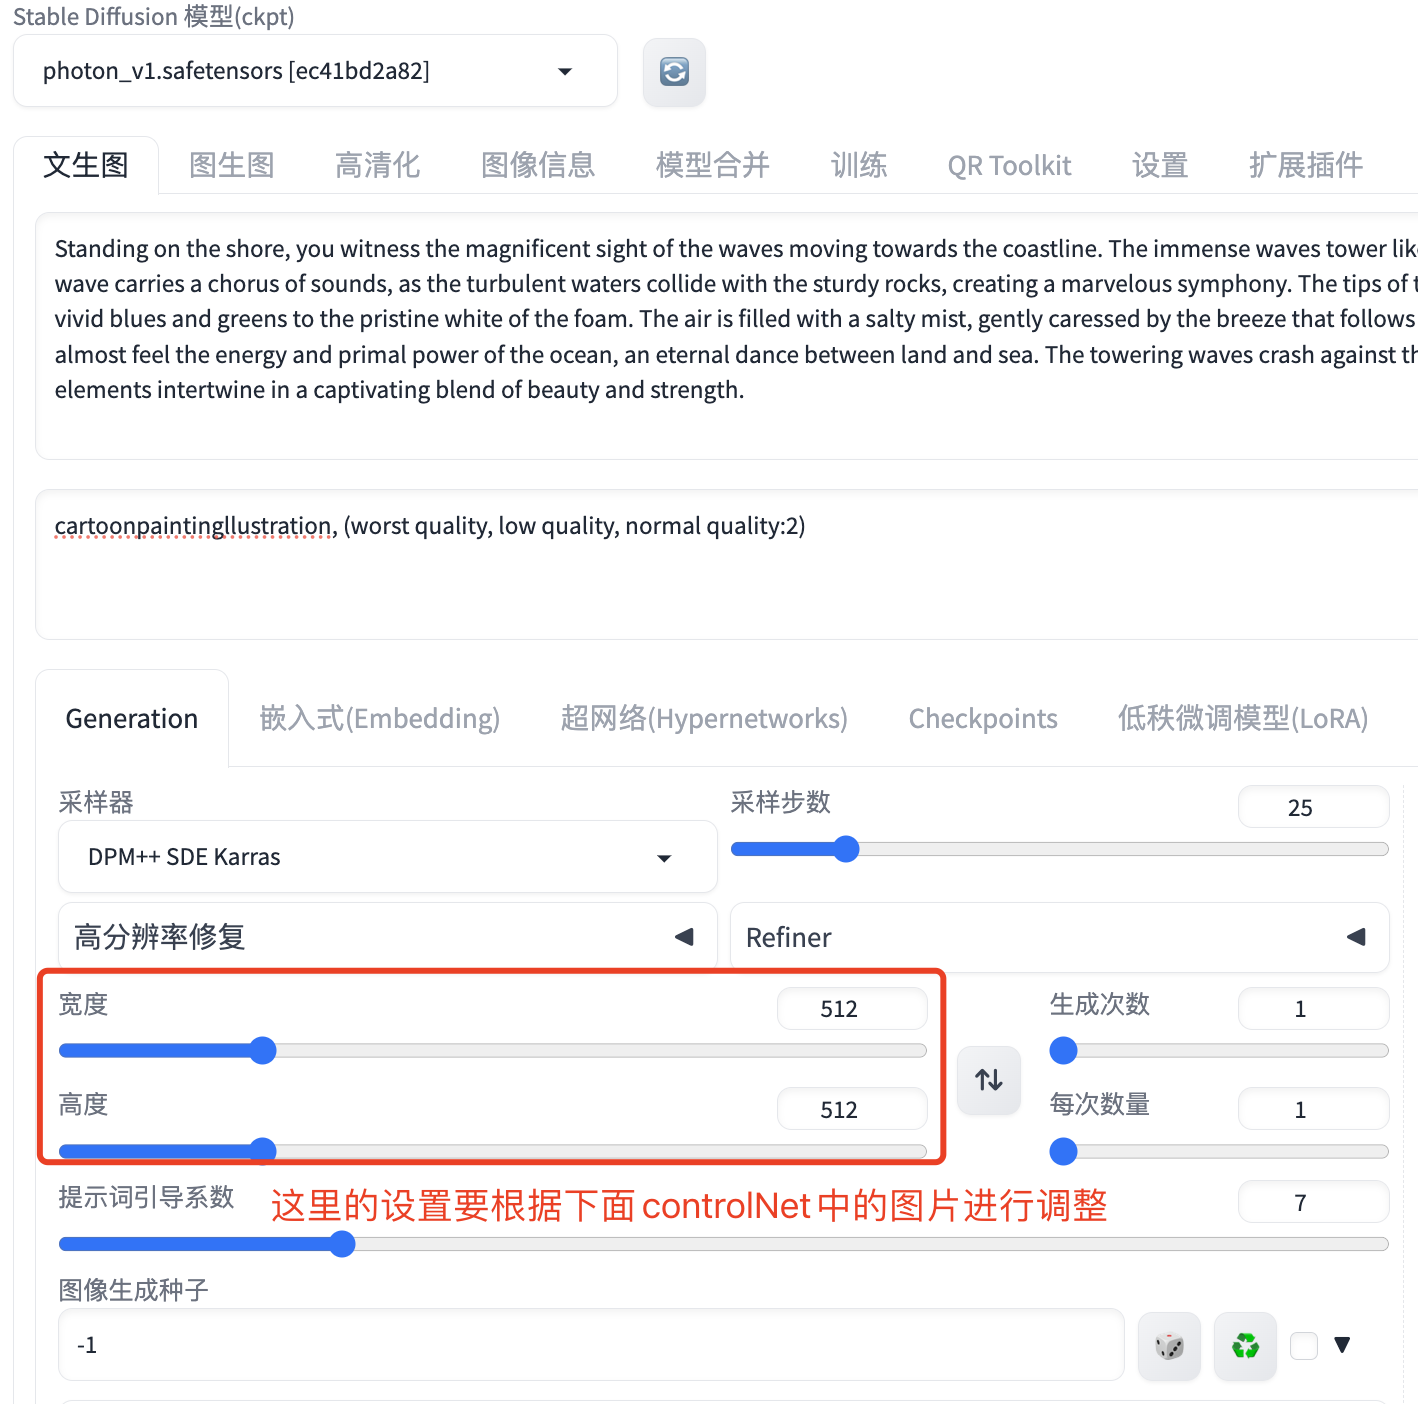 Stable Diffusion 模型(ckpt)
photon_v1.safetensors [ec41bd2a82]
文生图 图生图 高清化 图像信息 模型合并 训练 QR Toolkit 设置 扩展插件
Standing on the shore, you witness the magnificent sight of the waves moving towards the coastline. The immense waves tower
wave carries a chorus of sounds, as the turbulent waters collide with the sturdy rocks, creating a marvelous symphony. The tips of
vivid blues and greens to the pristine white of the foam. The air is filled with a salty mist, gently caressed by the breeze that follows
almost feel the energy and primal power of the ocean, an eternal dance between land and sea. The towering waves crash against
elements intertwine in a captivating blend of beauty and strength.
cartoonpaintingllustration, (worst quality, low quality, normal quality:2)
Generation 嵌入式(Embedding) 超网络(Hypernetworks) Checkpoints 低秩微调模型(LoRA)
采样器 采样步数 25
DPM++ SDE Karras
高分辨率修复 Refiner
宽度 512 生成次数 1
高度 512 每次数量 1
提示词引导系数 7
这里的设置要根据下面controlNet中的图片进行调整
图像生成种子
-1